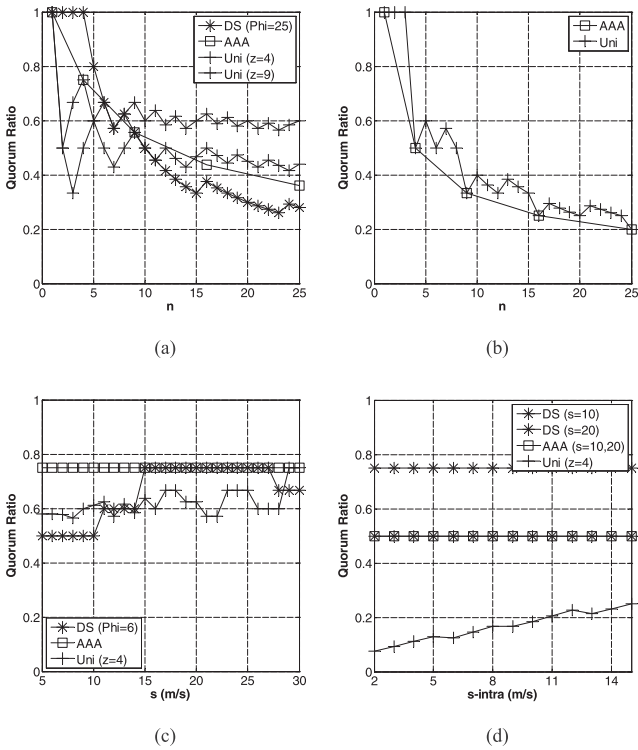 1
0.8
0.6
0.4
0.2
0
Quorum Ratio
0
5
10
15
20
25
n
DS (Phi=25)
AAA
Uni (z=4)
Uni (z=9)
(a)
1
0.8
0.6
0.4
0.2
0
Quorum Ratio
0
5
10
15
20
25
n
AAA
Uni
(b)
1
0.8
0.6
0.4
0.2
0
Quorum Ratio
5
10
15
20
25
30
s (m/s)
DS (Phi=6)
AAA
Uni (z=4)
(c)
1
0.8
0.6
0.4
0.2
0
Quorum Ratio
2
5
8
11
14
s-intra (m/s)
DS (s=10)
DS (s=20)
AAA (s=10,20)
Uni (z=4)
(d)